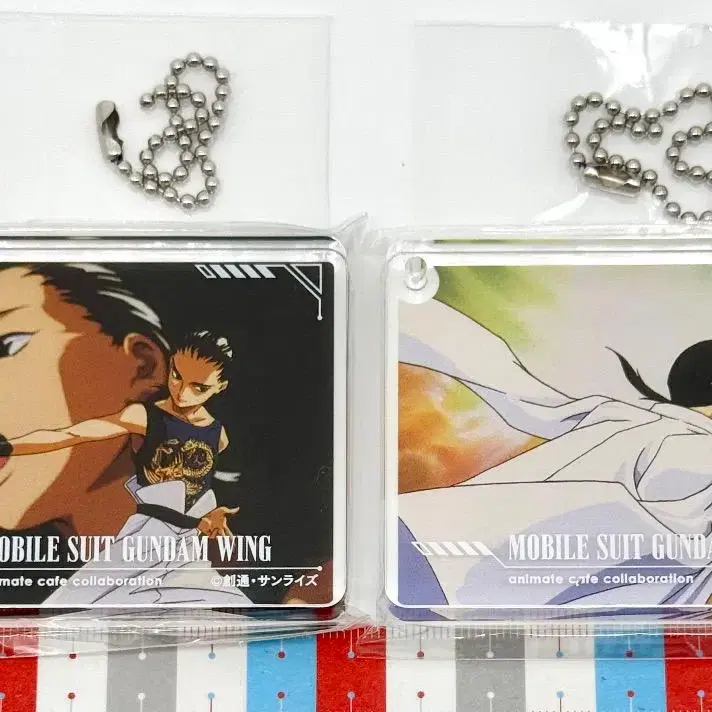 MOBILE SUIT GUNDAM WING
animate cafe collaboration ©創通・サンライズ
MOBILE SUIT GUNDA
animate cafe collaboration